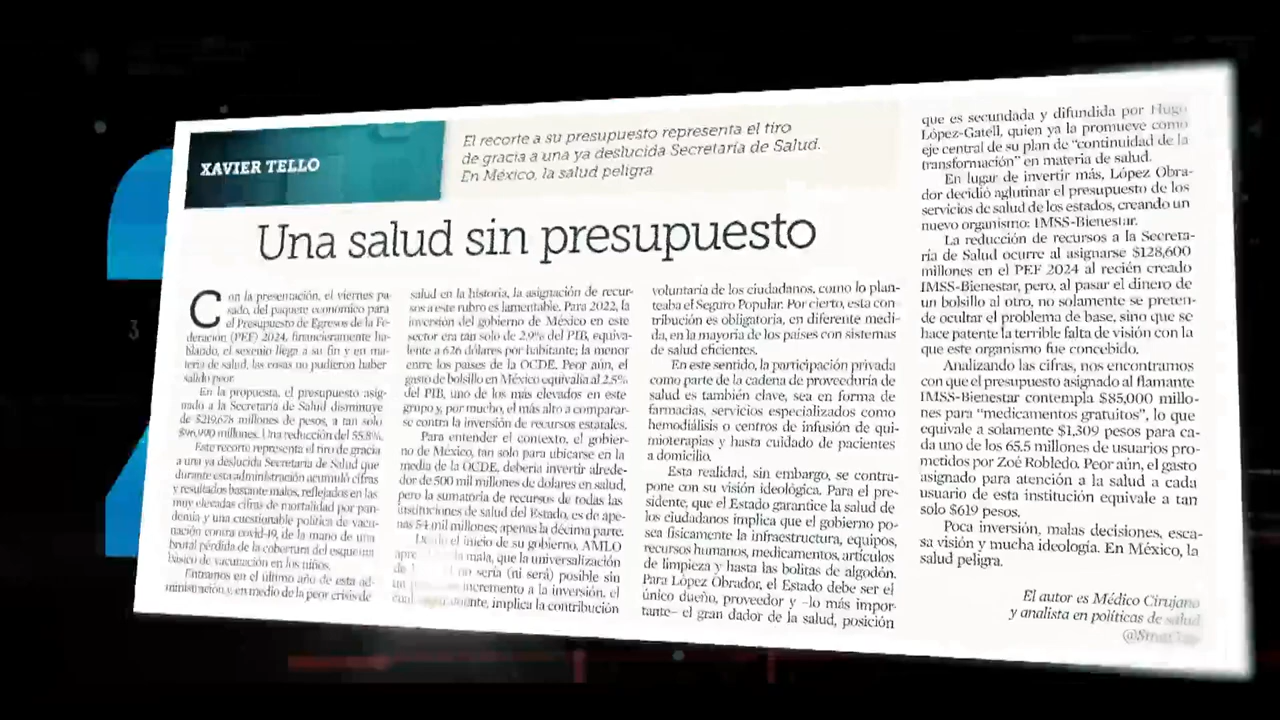 XAVIER TELLO
El recorte a su presupuesto representa el tiro
de gracia a una ya deslucida Secretaría de Salud.
En México, la salud peligra
Una salud sin presupuesto
Con la presentación, el viernes pa-
sado, del paquete económico para
el Presupuesto de Egresos de la Fe-
deración (PEF) 2024, financieramente ha-
blando, el sexenio llega a su fin y en ma-
teria de salud, las cosas no pudieron haber
salido peor.
En la propuesta, el presupuesto asig-
nado a la Secretaría de Salud disminuye
de $219,678 millones de pesos, a tan solo
$96,990 millones. Una reducción del 55.8%.
Este recorte representa el tiro de gracia
a una ya deslucida Secretaría de Salud que
durante esta administración acumuló cifras
y resultados bastante malos, reflejados en las
muy elevadas cifras de mortalidad por pan-
demia y una cuestionable política de vacu-
nación contra covid-19, de la mano de una
brutal pérdida de la cobertura del esquema
básico de vacunación en los niños.
Entramos en el último año de esta ad-
ministración y, en medio de la peor crisis de
salud en la historia, la asignación de recur-
sos a este rubro es lamentable. Para 2022, la
inversión del gobierno de México en este
sector era tan solo de 2.9% del PIB, equiva-
lente a 626 dólares por habitante; la menor
entre los países de la OCDE. Peor aún, el
gasto de bolsillo en México equivalía al 2.5%
del PIB, uno de los más elevados en este
grupo y, por mucho, el más alto a comparar-
se contra la inversión de recursos estatales.
Para entender el contexto, el gobier-
no de México, tan solo para ubicarse en la
media de la OCDE, debería invertir alrede-
dor de 500 mil millones de dólares en salud,
pero la sumatoria de recursos de todas las
instituciones de salud del Estado, es de ape-
nas 54 mil millones; apenas la décima parte.
Desde el inicio de su gobierno, AMLO
mala, que la universalización
no sería (ni será) posible sin
un incremento a la inversión, el
implica la contribución
voluntaria de los ciudadanos, como lo plan-
teaba el Seguro Popular. Por cierto, esta con-
tribución es obligatoria, en diferente medi-
da, en la mayoría de los países con sistemas
de salud eficientes.
En este sentido, la participación privada
como parte de la cadena de proveeduría de
salud es también clave, sea en forma de
farmacias, servicios especializados como
hemodiálisis o centros de infusión de qui-
mioterapias y hasta cuidado de pacientes
a domicilio.
Esta realidad, sin embargo, se contra-
pone con su visión ideológica. Para el pre-
sidente, que el Estado garantice la salud de
los ciudadanos implica que el gobierno po-
sea físicamente la infraestructura, equipos,
recursos humanos, medicamentos, artículos
de limpieza y hasta las bolitas de algodón.
Para López Obrador, el Estado debe ser el
único dueño, proveedor y –lo más impor-
tante– el gran dador de la salud, posición
que es secundada y difundida por Hugo
López-Gatell, quien ya la promueve como
eje central de su plan de “continuidad de la
transformación” en materia de salud.
En lugar de invertir más, López Obra-
dor decidió aglutinar el presupuesto de los
servicios de salud de los estados, creando un
nuevo organismo: IMSS-Bienestar.
La reducción de recursos a la Secreta-
ría de Salud ocurre al asignarse $128,600
millones en el PEF 2024 al recién creado
IMSS-Bienestar, pero, al pasar el dinero de
un bolsillo al otro, no solamente se preten-
de ocultar el problema de base, sino que se
hace patente la terrible falta de visión con la
que este organismo fue concebido.
Analizando las cifras, nos encontramos
con que el presupuesto asignado al flamante
IMSS-Bienestar contempla $85,000 millo-
nes para “medicamentos gratuitos”, lo que
equivale a solamente $1,309 pesos para ca-
da uno de los 65.5 millones de usuarios pro-
metidos por Zoé Robledo. Peor aún, el gasto
asignado para atención a la salud a cada
usuario de esta institución equivale a tan
solo $619 pesos.
Poca inversión, malas decisiones, esca-
sa visión y mucha ideología. En México, la
salud peligra.
El autor es Médico Cirujano
y analista en políticas de salud
3